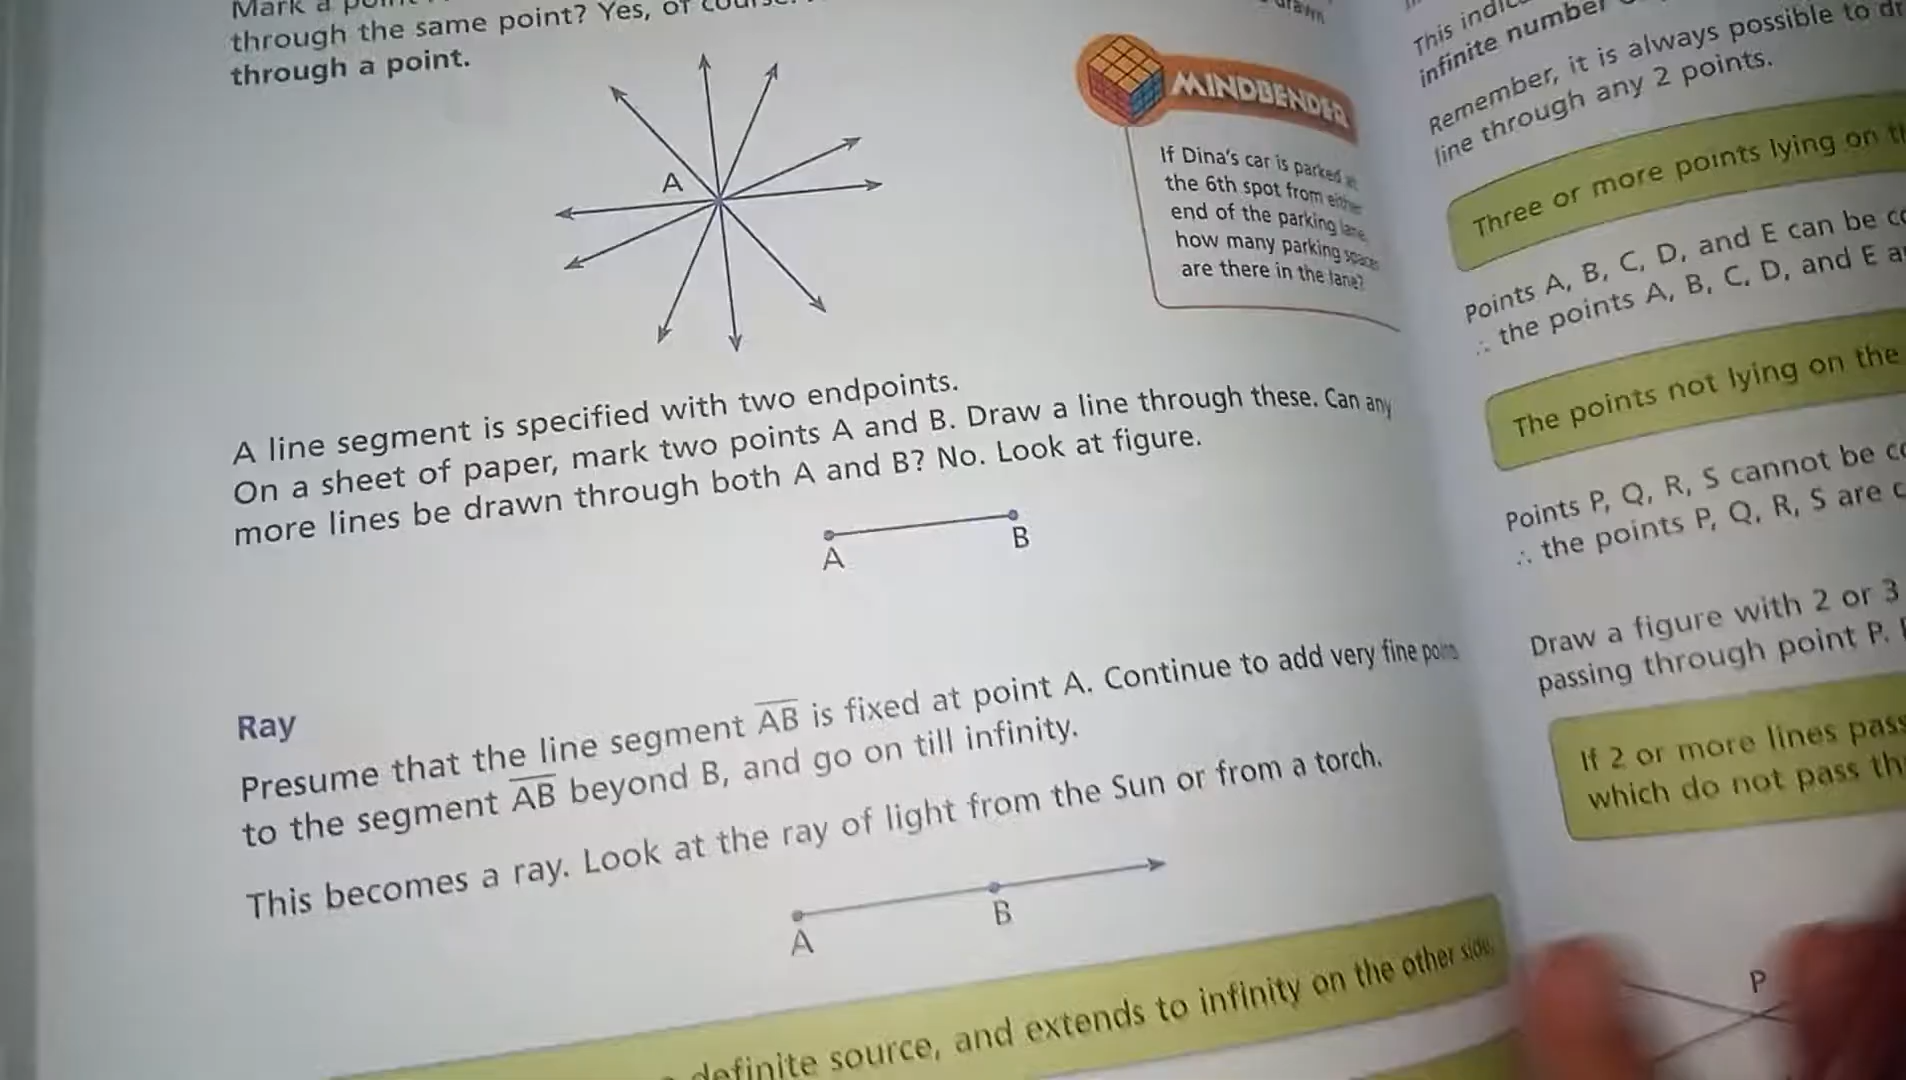 Mark a
through the same point? Yes, of course.
through a point.
A
MINDBENDER
If Dina's car is parked at
the 6th spot from either
end of the parking lane,
how many parking spaces
are there in the lane?
A line segment is specified with two endpoints.
On a sheet of paper, mark two points A and B. Draw a line through these. Can any
more lines be drawn through both A and B? No. Look at figure.
A
B
Ray
Presume that the line segment AB is fixed at point A. Continue to add very fine points
to the segment AB beyond B, and go on till infinity.
This becomes a ray. Look at the ray of light from the Sun or from a torch.
A
B
definite source, and extends to infinity on the other side.
This
infinite number
Remember, it is always possible to
line through any 2 points.
Three or more points lying on
Points A, B, C, D, and E can be
∴ the points A, B, C, D, and E
The points not lying on the
Points P, Q, R, S cannot be
∴ the points P, Q, R, S are
Draw a figure with 2 or 3
passing through point P.
If 2 or more lines
which do not pass
P